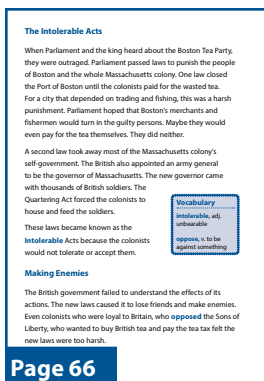 The Intolerable Acts
When Parliament and the king heard about the Boston Tea Party,
they were outraged. Parliament passed laws to punish the people
of Boston and the whole Massachusetts colony. One law closed
the Port of Boston until the colonists paid for the wasted tea.
For a city that depended on trading and fishing, this was a harsh
punishment. Parliament hoped that Boston's merchants and
fishermen would turn in the guilty persons. Maybe they would
even pay for the tea themselves. They did neither.
A second law took away most of the Massachusetts colony's
self-government. The British also appointed an army general
to be the governor of Massachusetts. The new governor came
with thousands of British soldiers. The
Quartering Act forced the colonists to
house and feed the soldiers.
These laws became known as the
Intolerable Acts because the colonists
would not tolerate or accept them.
Vocabulary
intolerable, adj.
unbearable
oppose, v. to be
against something
Making Enemies
The British government failed to understand the effects of its
actions. The new laws caused it to lose friends and make enemies.
Even colonists who were loyal to Britain, who opposed the Sons of
Liberty, who wanted to buy British tea and pay the tea tax felt the
new laws were too harsh.
Page 66